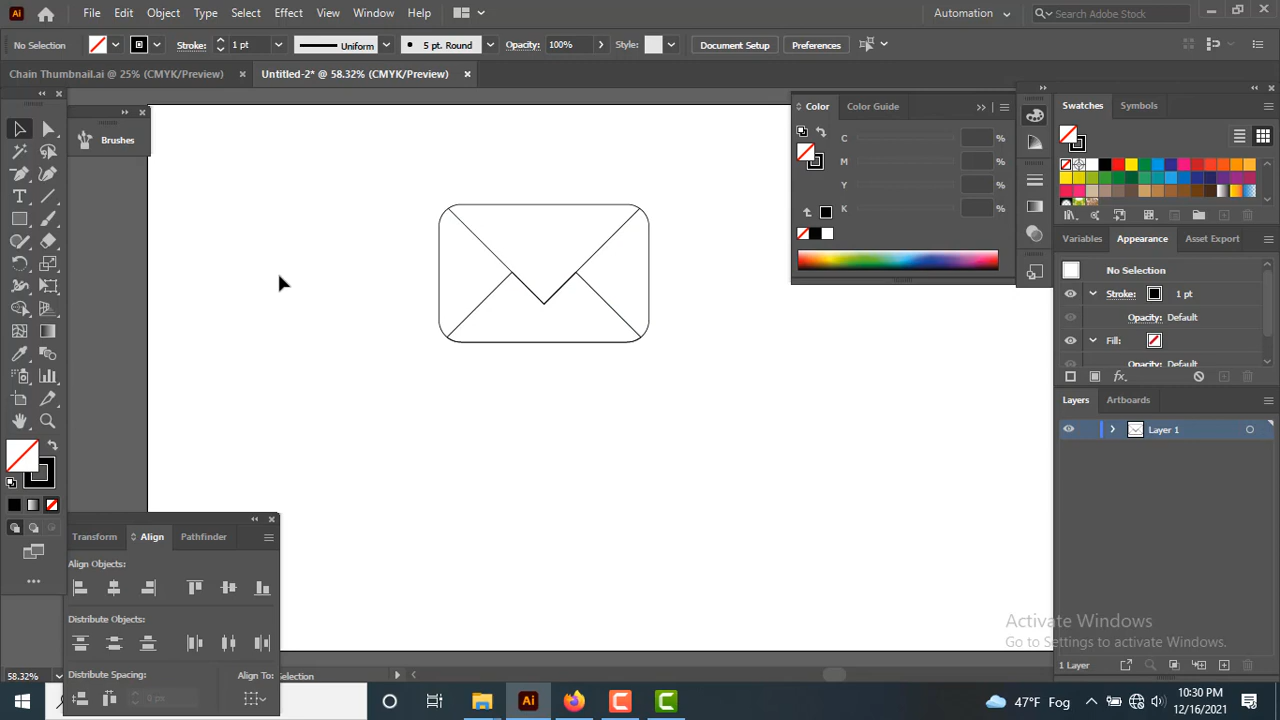 Ai File Edit Object Type Select Effect View Window Help Automation Search Adobe Stock
No Selection Stroke: 1 pt Uniform 5 pt. Round Opacity: 100% Style: Document Setup Preferences
Chain Thumbnail.ai @ 25% (CMYK/Preview) × Untitled-2* @ 58.32% (CMYK/Preview) ×
Brushes
Color Color Guide
C %
M %
Y %
K %
Swatches Symbols
Variables Appearance Asset Export
No Selection
Stroke: 1 pt
Opacity: Default
Fill:
Opacity: Default
Layers Artboards
Layer 1
Transform Align Pathfinder
Align Objects:
Distribute Objects:
Distribute Spacing: Align To:
0 px
Activate Windows
Go to Settings to activate Windows.
58.32% Selection 1 Layer
Ai 47°F Fog 10:30 PM
12/16/2021